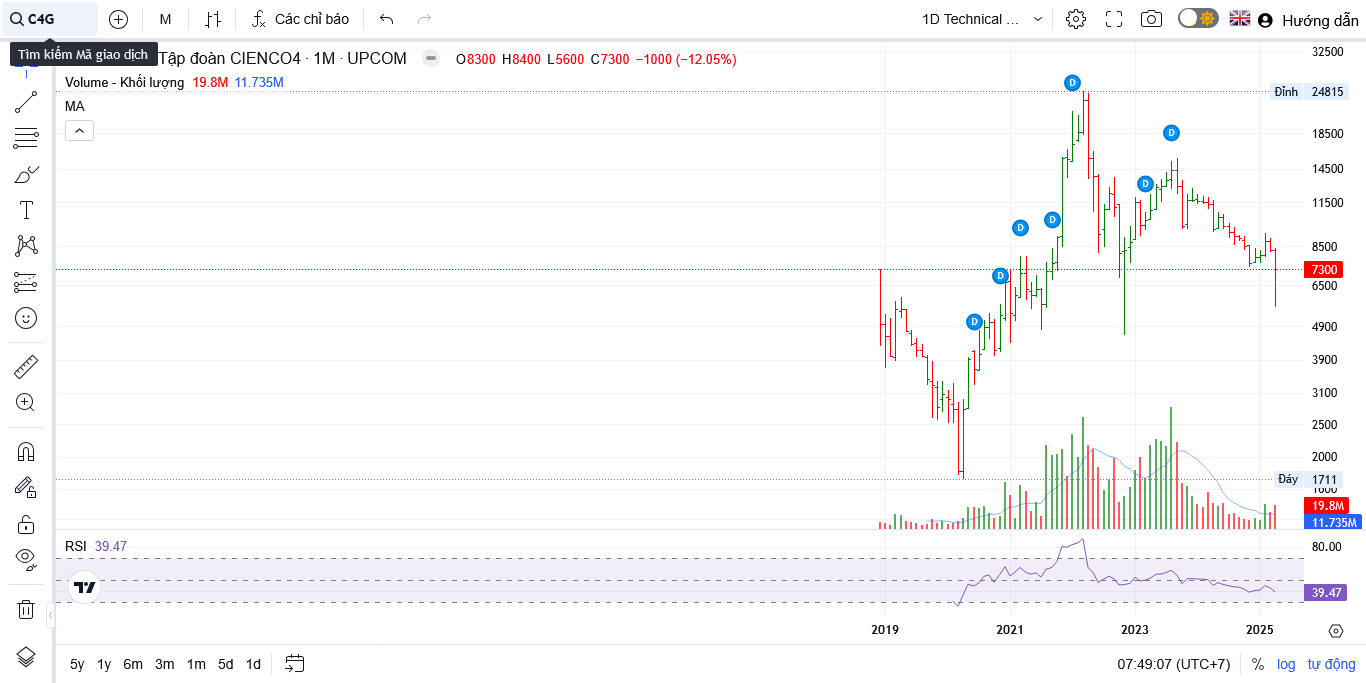 C4G M Các chỉ báo 1D Technical ... Hướng dẫn
Tìm kiếm Mã giao dịch
Tập đoàn CIENCO4 · 1M · UPCOM O8300 H8400 L5600 C7300 −1000 (−12.05%)
Volume - Khối lượng 19.8M 11.735M
MA
32500
Đỉnh 24815
18500
14500
11500
8500
7300
6500
4900
3900
3100
2500
2000
Đáy 1711
1600
19.8M
11.735M
D
D
D
D
D
D
D
RSI 39.47
80.00
39.47
2019 2021 2023 2025
5y 1y 6m 3m 1m 5d 1d 07:49:07 (UTC+7) % log tự động